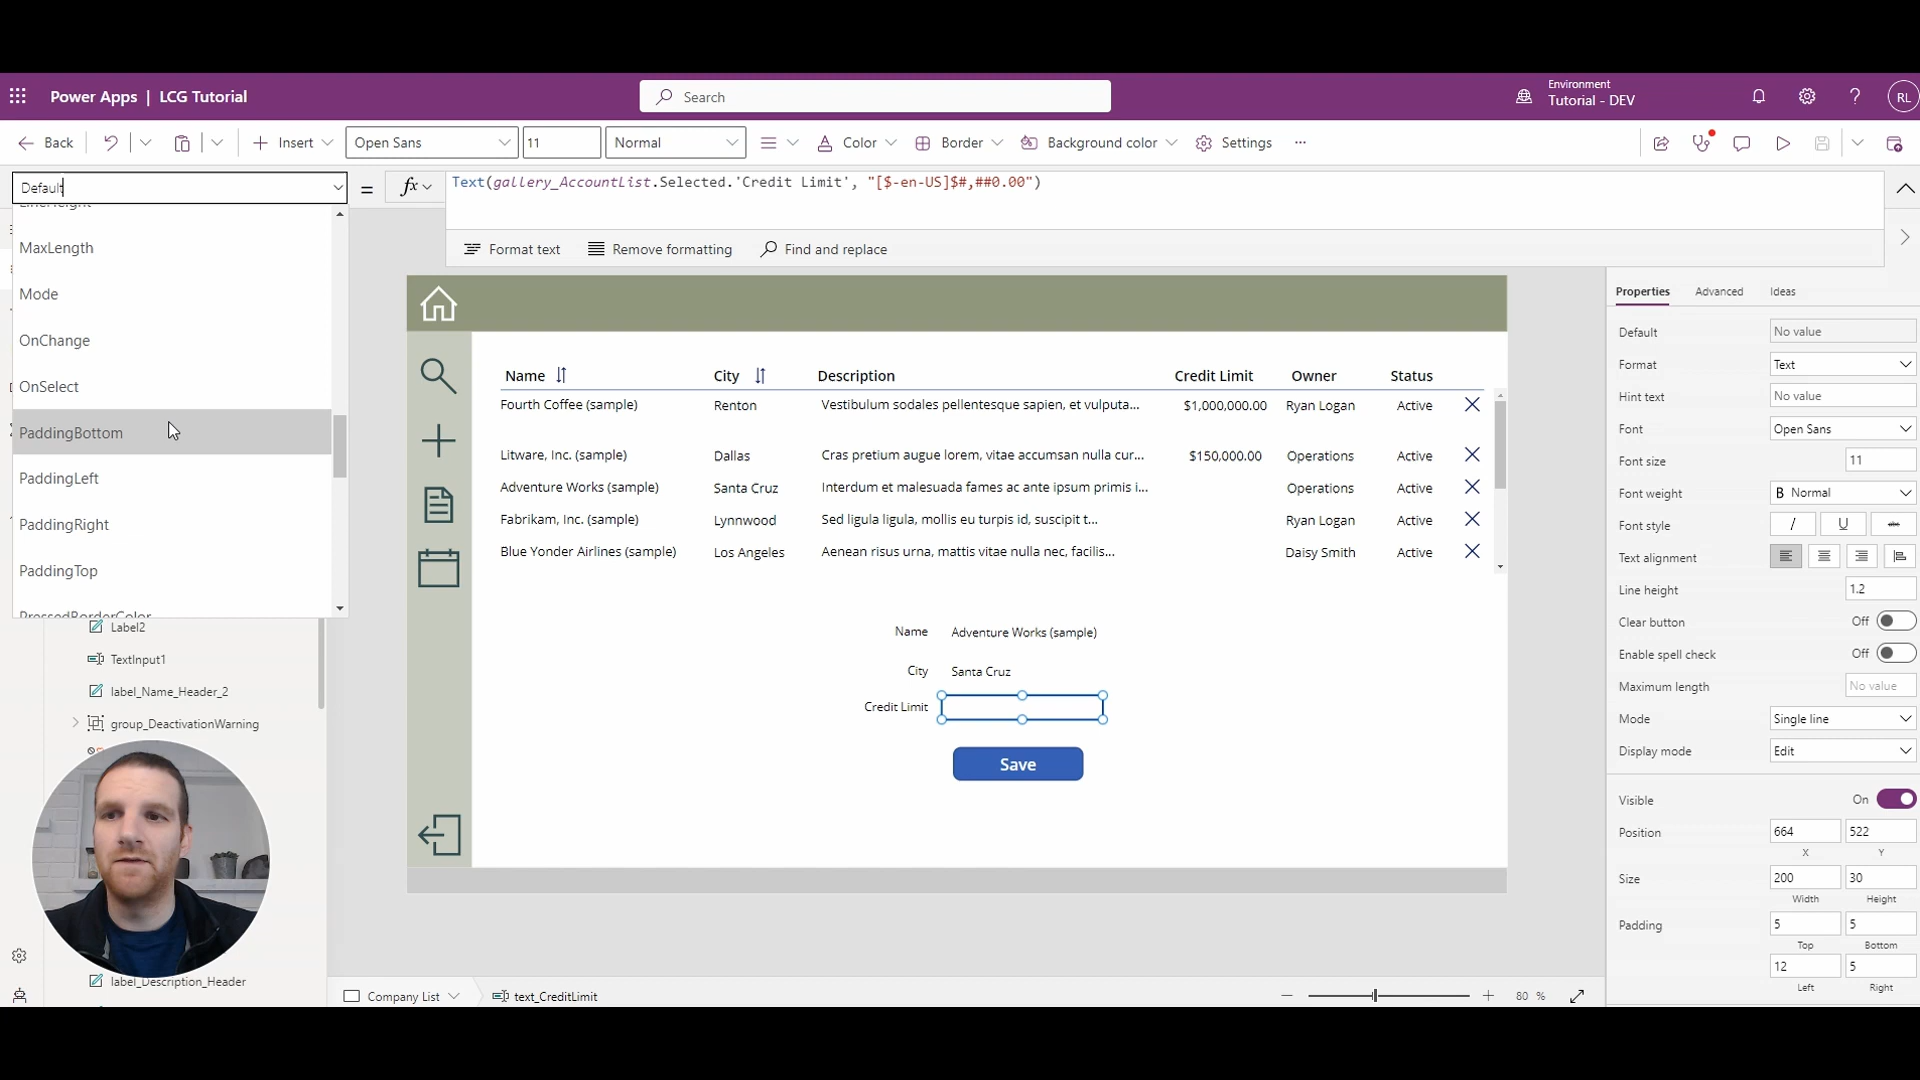 Power Apps | LCG Tutorial
Search
Environment
Tutorial - DEV
RL
Back
Insert
Open Sans
11
Normal
Color
Border
Background color
Settings
Default
=
fx
Text(gallery_AccountList.Selected.'Credit Limit', "[$-en-US]$#,##0.00")
Format text
Remove formatting
Find and replace
LineHeight
MaxLength
Mode
OnChange
OnSelect
PaddingBottom
PaddingLeft
PaddingRight
PaddingTop
PressedBorderColor
Label2
TextInput1
label_Name_Header_2
group_DeactivationWarning
label_Description_Header
Name City Description Credit Limit Owner Status
Fourth Coffee (sample) Renton Vestibulum sodales pellentesque sapien, et vulputa... $1,000,000.00 Ryan Logan Active
Litware, Inc. (sample) Dallas Cras pretium augue lorem, vitae accumsan nulla cur... $150,000.00 Operations Active
Adventure Works (sample) Santa Cruz Interdum et malesuada fames ac ante ipsum primis i... Operations Active
Fabrikam, Inc. (sample) Lynnwood Sed ligula ligula, mollis eu turpis id, suscipit t... Ryan Logan Active
Blue Yonder Airlines (sample) Los Angeles Aenean risus urna, mattis vitae nulla nec, facilis... Daisy Smith Active
Name Adventure Works (sample)
City Santa Cruz
Credit Limit
Save
Company List
text_CreditLimit
80 %
Properties Advanced Ideas
Default No value
Format Text
Hint text No value
Font Open Sans
Font size 11
Font weight B Normal
Font style / U abc
Text alignment
Line height 1.2
Clear button Off
Enable spell check Off
Maximum length No value
Mode Single line
Display mode Edit
Visible On
Position 664 522
X Y
Size 200 30
Width Height
Padding 5 5
Top Bottom
12 5
Left Right